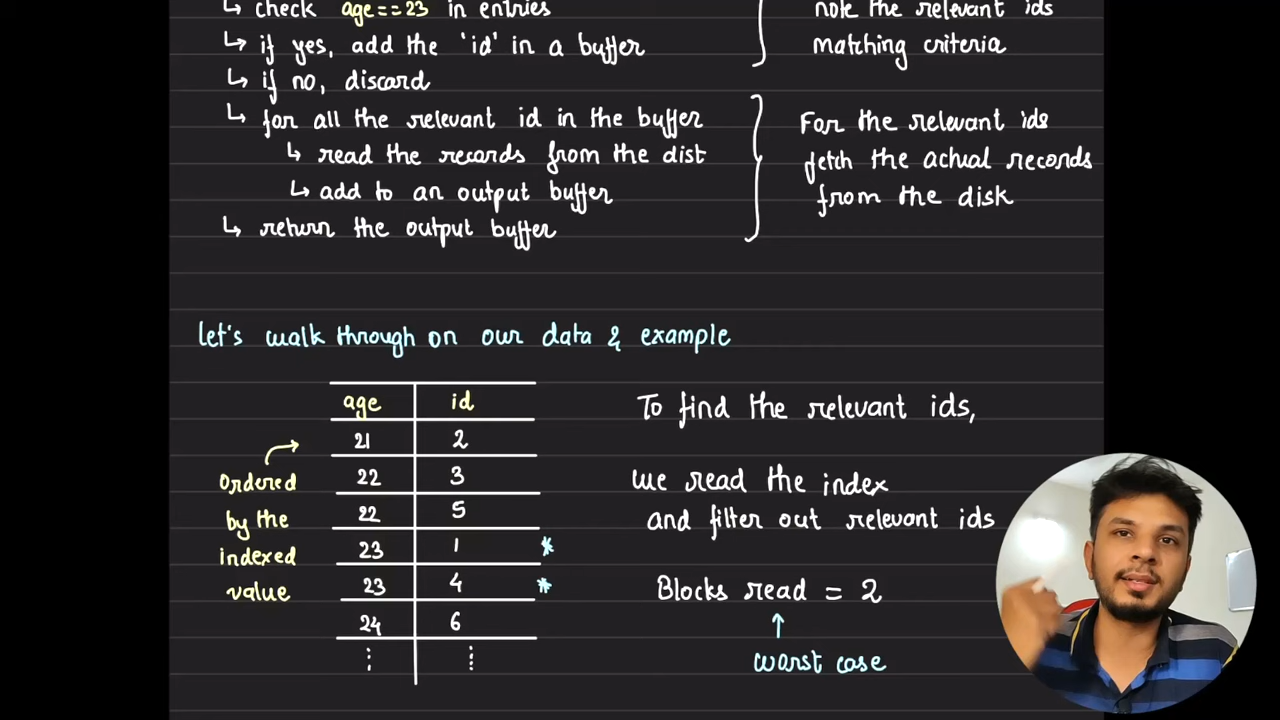 ↳ check age==23 in entries
↳ if yes, add the 'id' in a buffer
↳ if no, discard
↳ for all the relevant id in the buffer
↳ read the records from the dist
↳ add to an output buffer
↳ return the output buffer
note the relevant ids
matching criteria
For the relevant ids
fetch the actual records
from the disk
let's walk through on our data & example
Ordered
by the
indexed
value
age id
21 2
22 3
22 5
23 1 *
23 4 *
24 6
⋮ ⋮
To find the relevant ids,
we read the index
and filter out relevant ids
Blocks read = 2
↑
worst case